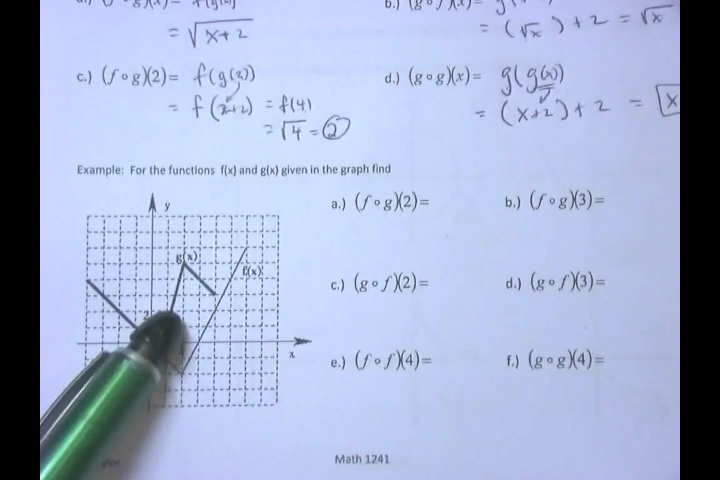 = √x+2
= (√x) + 2 = √x
c.) (f∘g)(2)= f(g(2))
= f(2+2) = f(4)
= √4 = 2
d.) (g∘g)(x)= g(g(x))
= (x+2) + 2 = x
Example: For the functions f(x) and g(x) given in the graph find
y
g(x)
f(x)
2
x
a.) (f∘g)(2)=
b.) (f∘g)(3)=
c.) (g∘f)(2)=
d.) (g∘f)(3)=
e.) (f∘f)(4)=
f.) (g∘g)(4)=
Math 1241